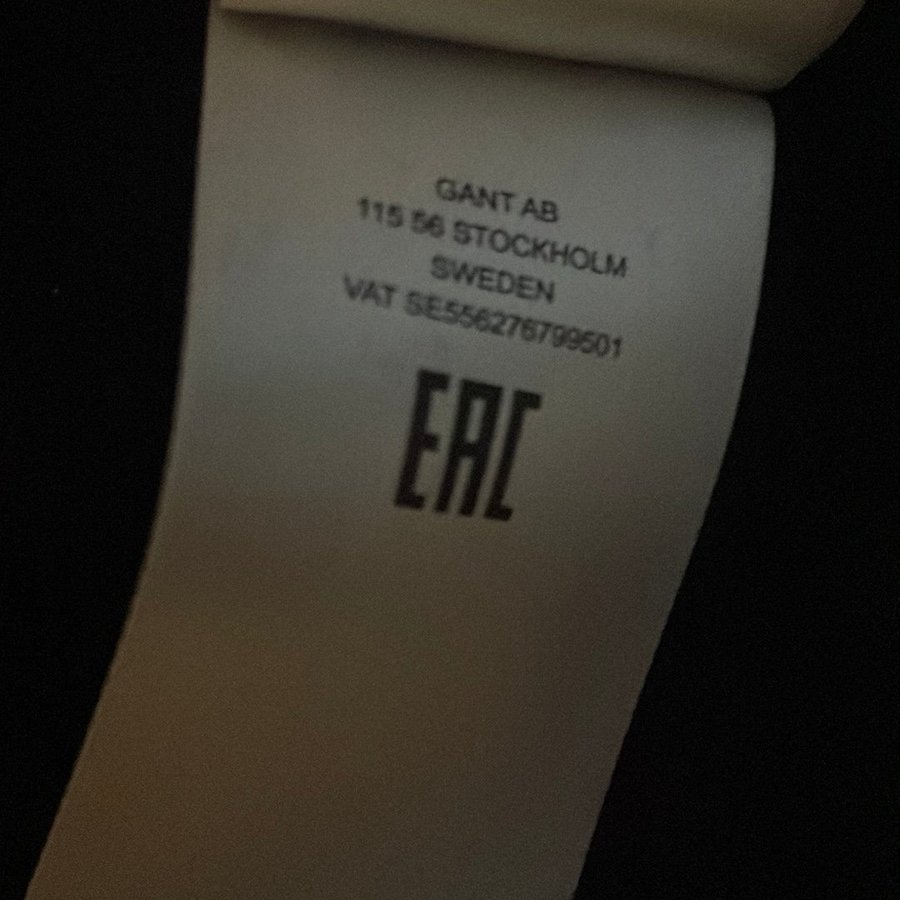 GANT AB
115 56 STOCKHOLM
SWEDEN
VAT SE556276799501
EAC